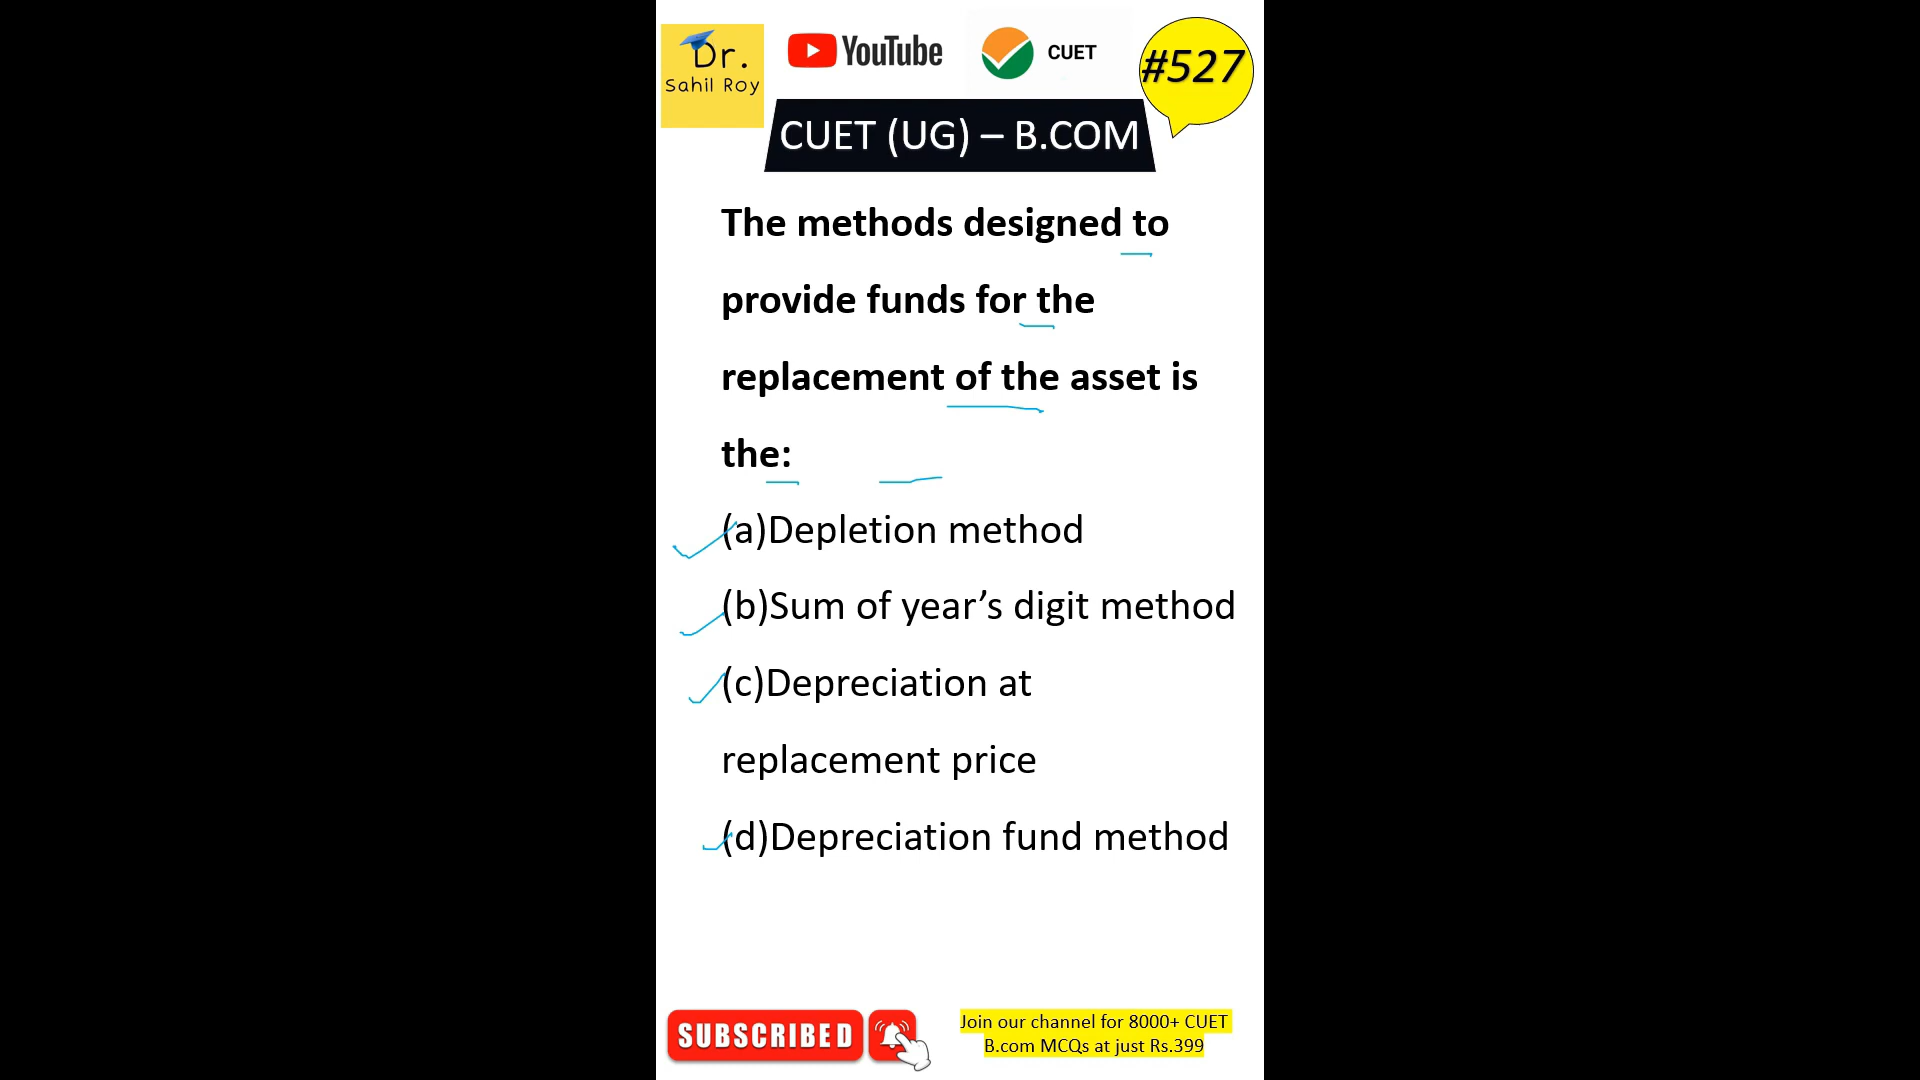 Dr.
Sahil Roy
YouTube
CUET
#527
CUET (UG) – B.COM
The methods designed to
provide funds for the
replacement of the asset is
the:
(a)Depletion method
(b)Sum of year’s digit method
(c)Depreciation at
replacement price
(d)Depreciation fund method
SUBSCRIBED
Join our channel for 8000+ CUET
B.com MCQs at just Rs.399